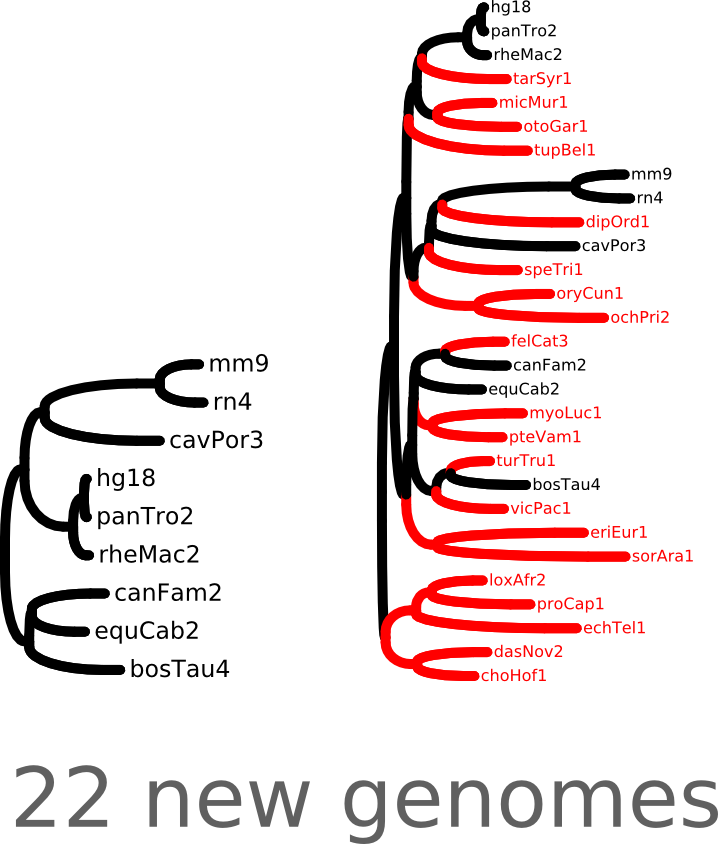 mm9
rn4
cavPor3
hg18
panTro2
rheMac2
canFam2
equCab2
bosTau4
hg18
panTro2
rheMac2
tarSyr1
micMur1
otoGar1
tupBel1
mm9
rn4
dipOrd1
cavPor3
speTri1
oryCun1
ochPri2
felCat3
canFam2
equCab2
myoLuc1
pteVam1
turTru1
bosTau4
vicPac1
eriEur1
sorAra1
loxAfr2
proCap1
echTel1
dasNov2
choHof1
22 new genomes